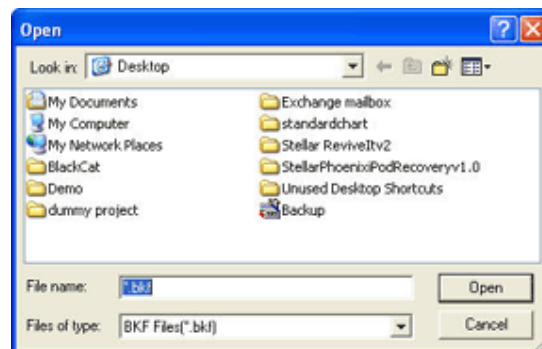 Open
Look in: Desktop
My Documents
My Computer
My Network Places
BlackCat
Demo
dummy project
Exchange mailbox
standardchart
Stellar ReviveItv2
StellarPhoenixiPodRecoveryv1.0
Unused Desktop Shortcuts
Backup
File name: *.bkf Open
Files of type: BKF Files(*.bkf) Cancel